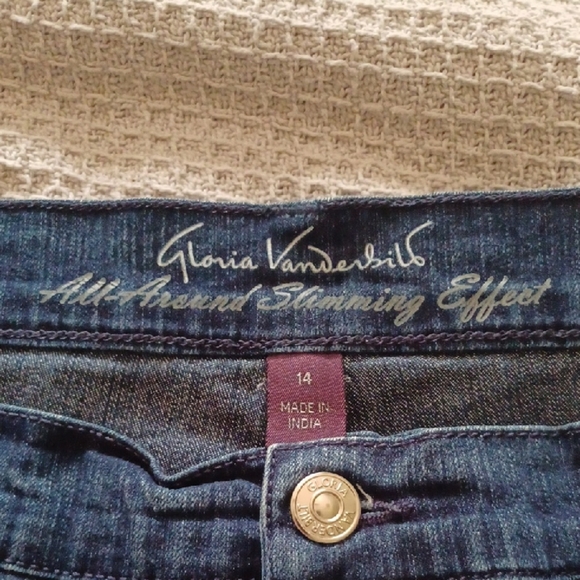 Gloria Vanderbilt
All-Around Slimming Effect
14
MADE IN
INDIA
GLORIA
VANDERBILT